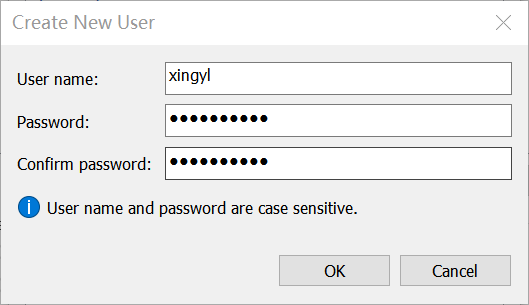 Create New User
User name: xingyl
Password: ●●●●●●●●●●
Confirm password: ●●●●●●●●●●
User name and password are case sensitive.
OK Cancel